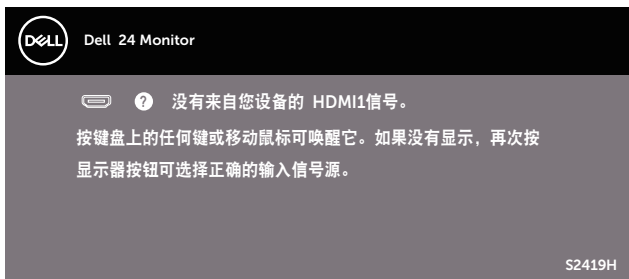 DELL
Dell 24 Monitor
? 没有来自您设备的 HDMI1信号。
按键盘上的任何键或移动鼠标可唤醒它。如果没有显示，再次按
显示器按钮可选择正确的输入信号源。
S2419H